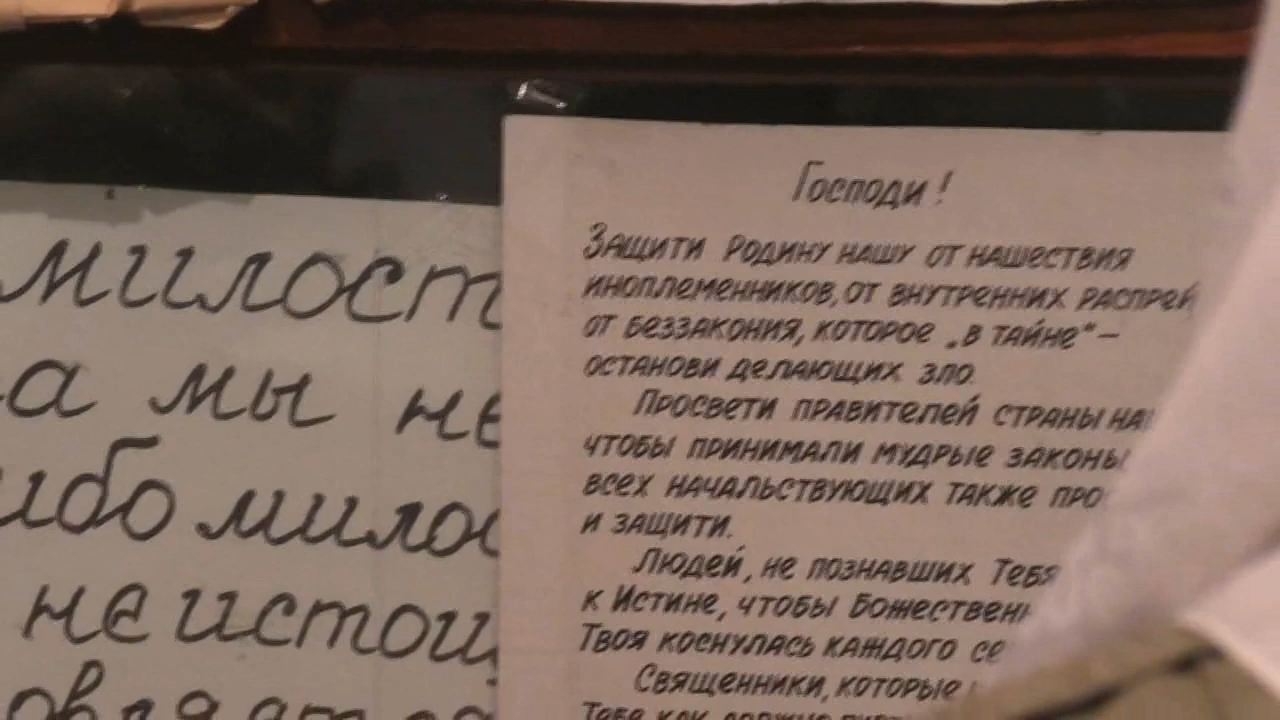 милост
а мы не
ибо милос
не истощ
Господи!
Защити Родину нашу от нашествия
иноплеменников, от внутренних распрей
от беззакония, которое „в тайне“ –
останови делающих зло.
Просвети правителей страны на
чтобы принимали мудрые законы
всех начальствующих также про
и защити.
Людей, не познавших Тебя
к Истине, чтобы Божествен
Твоя коснулась каждого се
Священники, которые